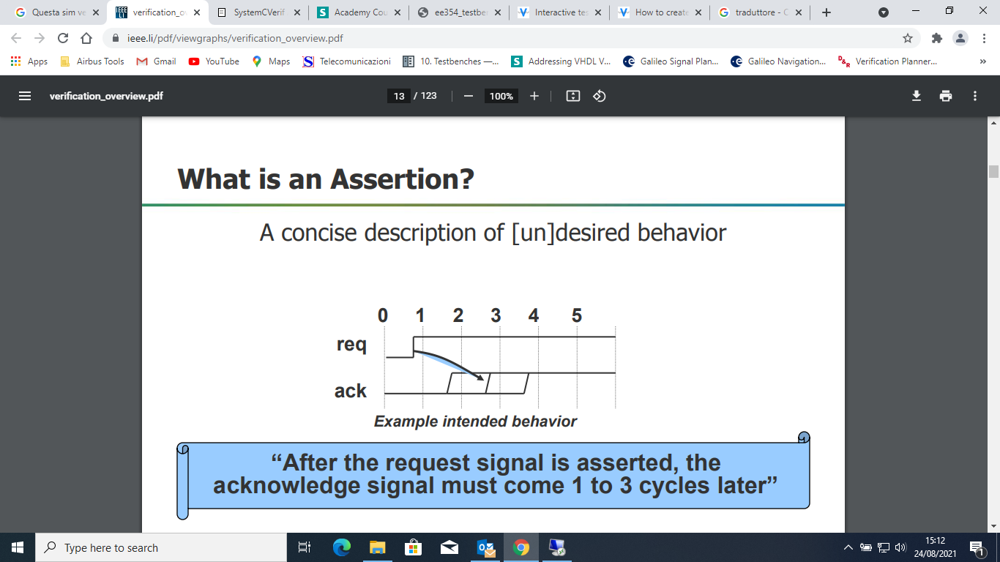 Questa sim ve
verification_o
SystemCVerif
Academy Cou
ee354_testbe
Interactive tes
How to create
traduttore - C
ieee.li/pdf/viewgraphs/verification_overview.pdf
Apps
Airbus Tools
Gmail
YouTube
Maps
Telecomunicazioni
10. Testbenches —...
Addressing VHDL V...
Galileo Signal Plan...
Galileo Navigation...
Verification Planner...
»
verification_overview.pdf
13 / 123
100%
What is an Assertion?
A concise description of [un]desired behavior
0 1 2 3 4 5
req
ack
Example intended behavior
“After the request signal is asserted, the
acknowledge signal must come 1 to 3 cycles later”
Type here to search
15:12
24/08/2021
1